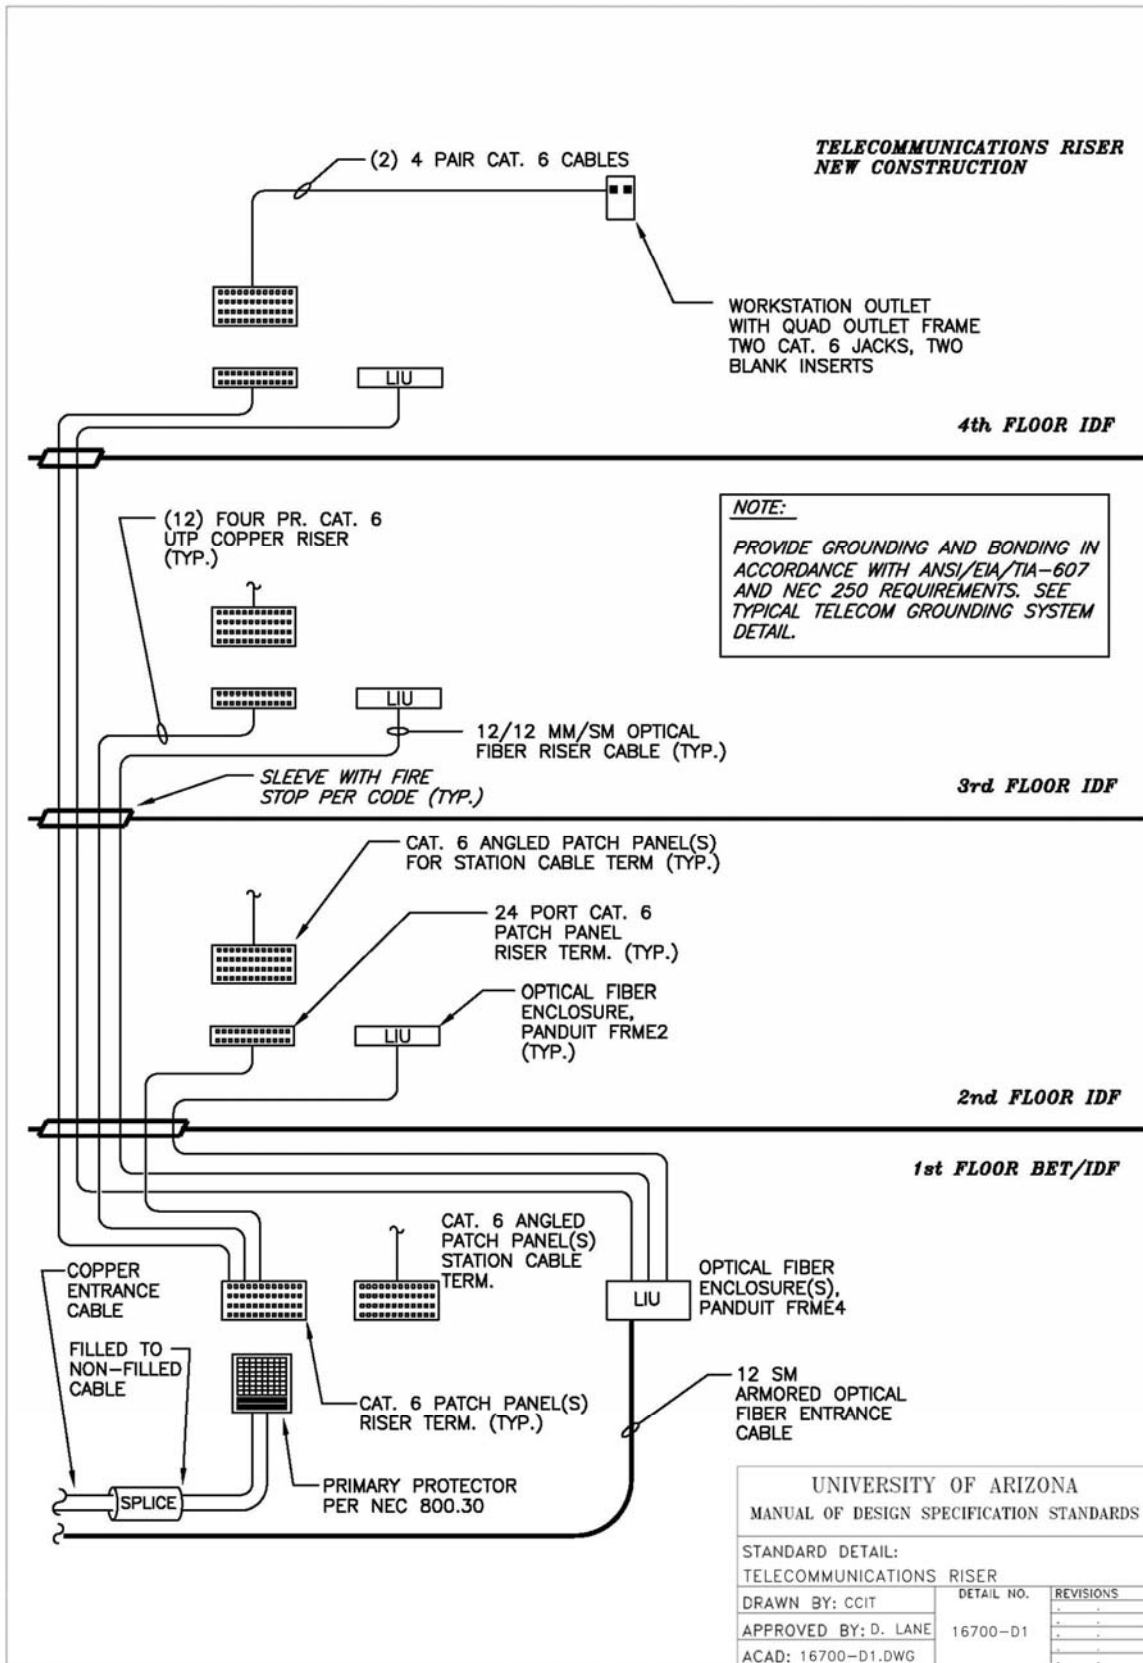 TELECOMMUNICATIONS RISER
NEW CONSTRUCTION
(2) 4 PAIR CAT. 6 CABLES
WORKSTATION OUTLET
WITH QUAD OUTLET FRAME
TWO CAT. 6 JACKS, TWO
BLANK INSERTS
LIU
4th FLOOR IDF
(12) FOUR PR. CAT. 6
UTP COPPER RISER
(TYP.)
NOTE:
PROVIDE GROUNDING AND BONDING IN
ACCORDANCE WITH ANSI/EIA/TIA-607
AND NEC 250 REQUIREMENTS. SEE
TYPICAL TELECOM GROUNDING SYSTEM
DETAIL.
LIU
12/12 MM/SM OPTICAL
FIBER RISER CABLE (TYP.)
SLEEVE WITH FIRE
STOP PER CODE (TYP.)
3rd FLOOR IDF
CAT. 6 ANGLED PATCH PANEL(S)
FOR STATION CABLE TERM (TYP.)
24 PORT CAT. 6
PATCH PANEL
RISER TERM. (TYP.)
OPTICAL FIBER
ENCLOSURE,
PANDUIT FRME2
(TYP.)
LIU
2nd FLOOR IDF
1st FLOOR BET/IDF
CAT. 6 ANGLED
PATCH PANEL(S)
STATION CABLE
TERM.
COPPER
ENTRANCE
CABLE
OPTICAL FIBER
ENCLOSURE(S),
PANDUIT FRME4
LIU
FILLED TO
NON-FILLED
CABLE
CAT. 6 PATCH PANEL(S)
RISER TERM. (TYP.)
12 SM
ARMORED OPTICAL
FIBER ENTRANCE
CABLE
PRIMARY PROTECTOR
PER NEC 800.30
SPLICE
UNIVERSITY OF ARIZONA
MANUAL OF DESIGN SPECIFICATION STANDARDS
STANDARD DETAIL:
TELECOMMUNICATIONS RISER
DRAWN BY: CCIT
DETAIL NO.
REVISIONS
APPROVED BY: D. LANE
16700-D1
ACAD: 16700-D1.DWG